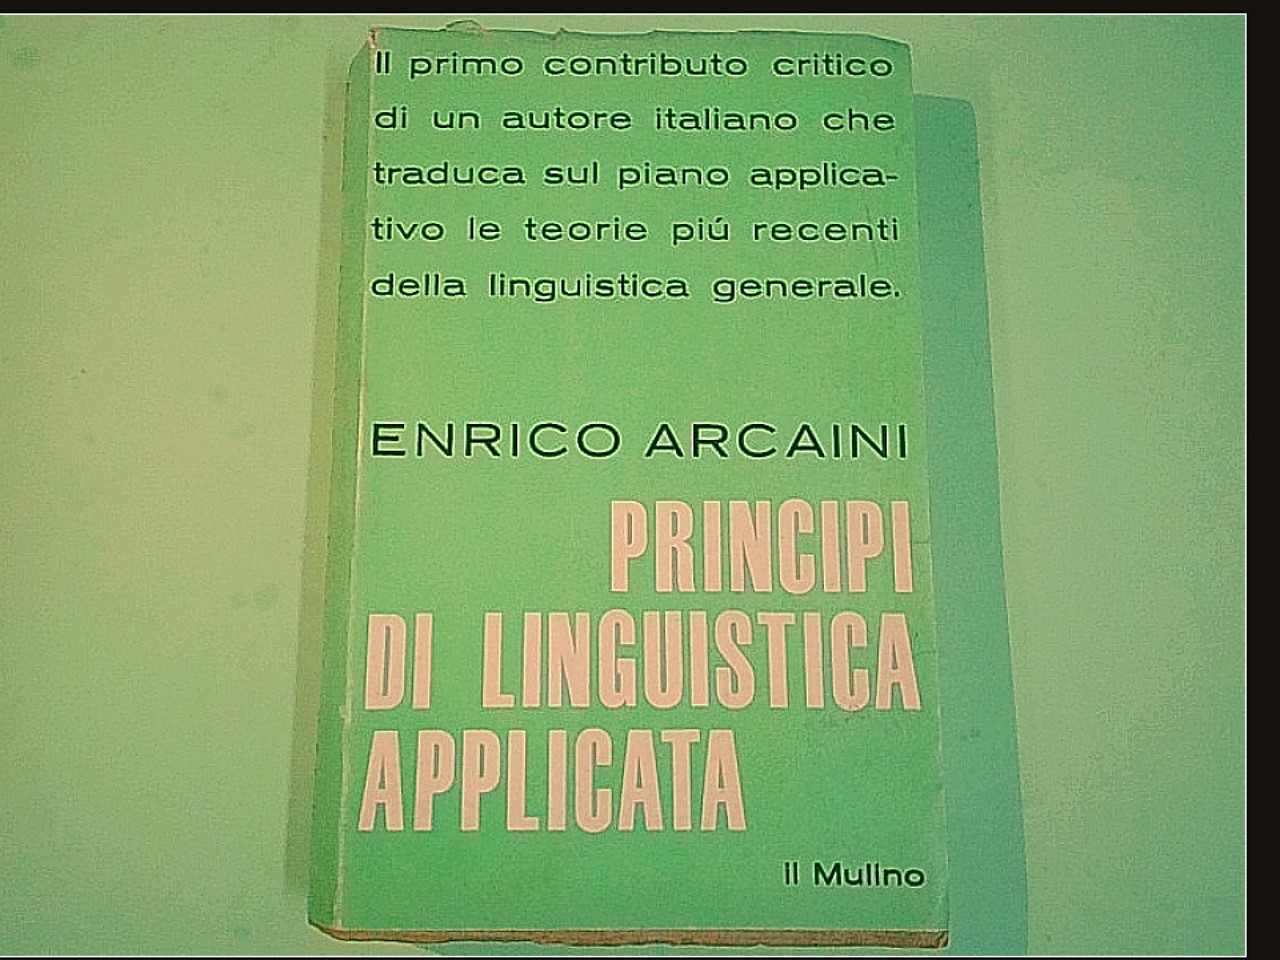 Il primo contributo critico
di un autore italiano che
traduca sul piano applica-
tivo le teorie piú recenti
della linguistica generale.
ENRICO ARCAINI
PRINCIPI
DI LINGUISTICA
APPLICATA
il Mulino